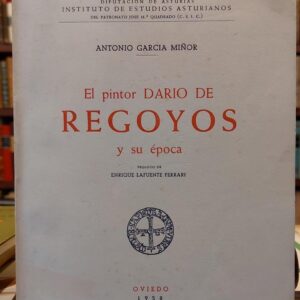 DIPUTACION DE ASTURIAS
INSTITUTO DE ESTUDIOS ASTURIANOS
DEL PATRONATO JOSE M.ª QUADRADO (C. S. I. C.)
ANTONIO GARCIA MIÑOR
El pintor DARIO DE
REGOYOS
y su época
PROLOGO DE
ENRIQUE LAFUENTE FERRARI
OVIEDO
1958